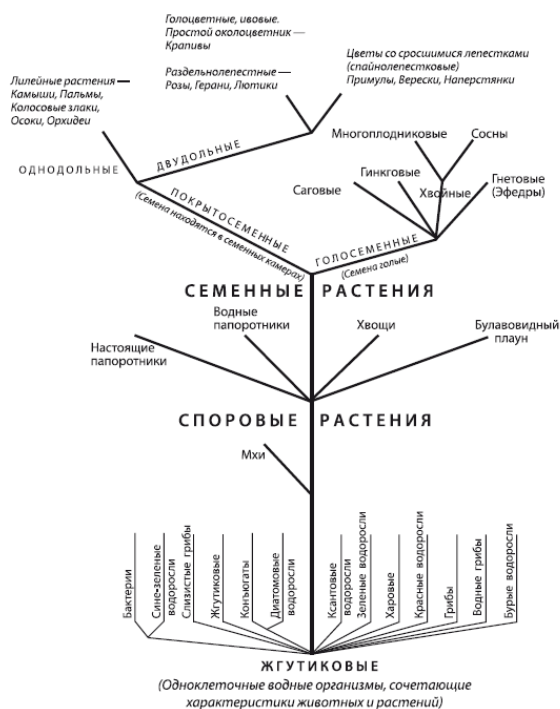 Голоцветные, ивовые.
Простой околоцветник —
Крапивы
Раздельнолепестные —
Розы, Герани, Лютики
Цветы со сросшимися лепестками
(спайнолепестковые)
Примулы, Верески, Наперстянки
Лилейные растения —
Камыши, Пальмы,
Колосовые злаки,
Осоки, Орхидеи
ОДНОДОЛЬНЫЕ
ДВУДОЛЬНЫЕ
Многоплодниковые
Сосны
Гинкговые
Саговые
Хвойные
Гнетовые
(Эфедры)
ПОКРЫТОСЕМЕННЫЕ
(Семена находятся в семенных камерах)
ГОЛОСЕМЕННЫЕ
(Семена голые)
СЕМЕННЫЕ РАСТЕНИЯ
Настоящие
папоротники
Водные
папоротники
Хвощи
Булавовидный
плаун
СПОРОВЫЕ РАСТЕНИЯ
Мхи
Бактерии
Сине-зеленые
водоросли
Слизистые грибы
Жгутиковые
Конъюгаты
Диатомовые
водоросли
Ксантовые
водоросли
Зеленые водоросли
Харовые
Красные водоросли
Грибы
Водные грибы
Бурые водоросли
ЖГУТИКОВЫЕ
(Одноклеточные водные организмы, сочетающие
характеристики животных и растений)